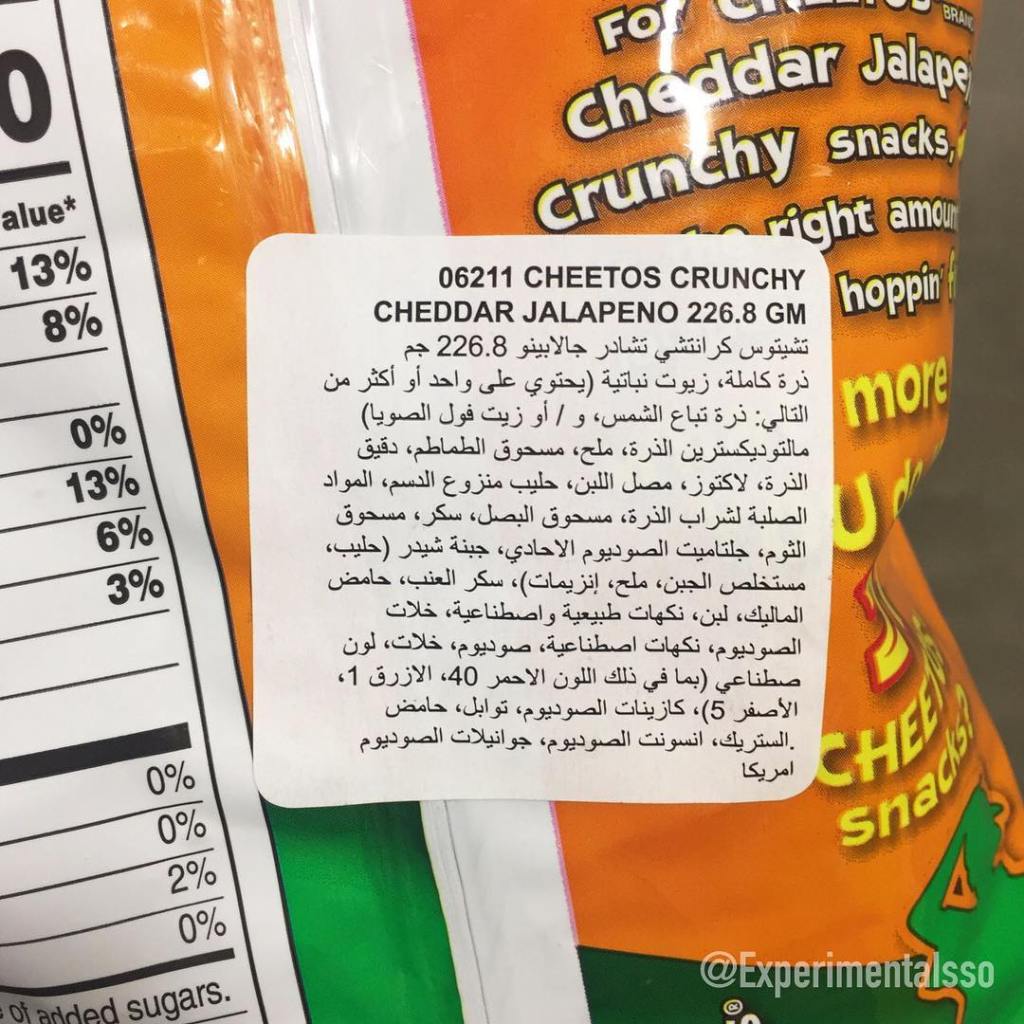 0
alue*
13%
8%
0%
13%
6%
3%
0%
0%
2%
0%
of added sugars.
FOR CHEETOS BRAND
Cheddar
Crunchy snacks,
right
hoppin'
more
U
CHEETOS
snacks?
06211 CHEETOS CRUNCHY
CHEDDAR JALAPENO 226.8 GM
تشيتوس كرانتشي تشادر جالابينو 226.8 جم
ذرة كاملة، زيوت نباتية (يحتوي على واحد أو أكثر من
التالي: ذرة تباع الشمس، و / أو زيت فول الصويا)
مالتوديكسترين الذرة، ملح، مسحوق الطماطم، دقيق
الذرة، لاكتوز، مصل اللبن، حليب منزوع الدسم، المواد
الصلبة لشراب الذرة، مسحوق البصل، سكر، مسحوق
الثوم، جلتاميت الصوديوم الاحادي، جبنة شيدر (حليب،
مستخلص الجبن، ملح، إنزيمات)، سكر العنب، حامض
الماليك، لبن، نكهات طبيعية واصطناعية، خلات
الصوديوم، نكهات اصطناعية، صوديوم، خلات، لون
صطناعي (بما في ذلك اللون الاحمر 40، الازرق 1،
الأصفر 5)، كازينات الصوديوم، توابل، حامض
.الستريك، انسونت الصوديوم، جوانيلات الصوديوم
امريكا
@Experimentalsso